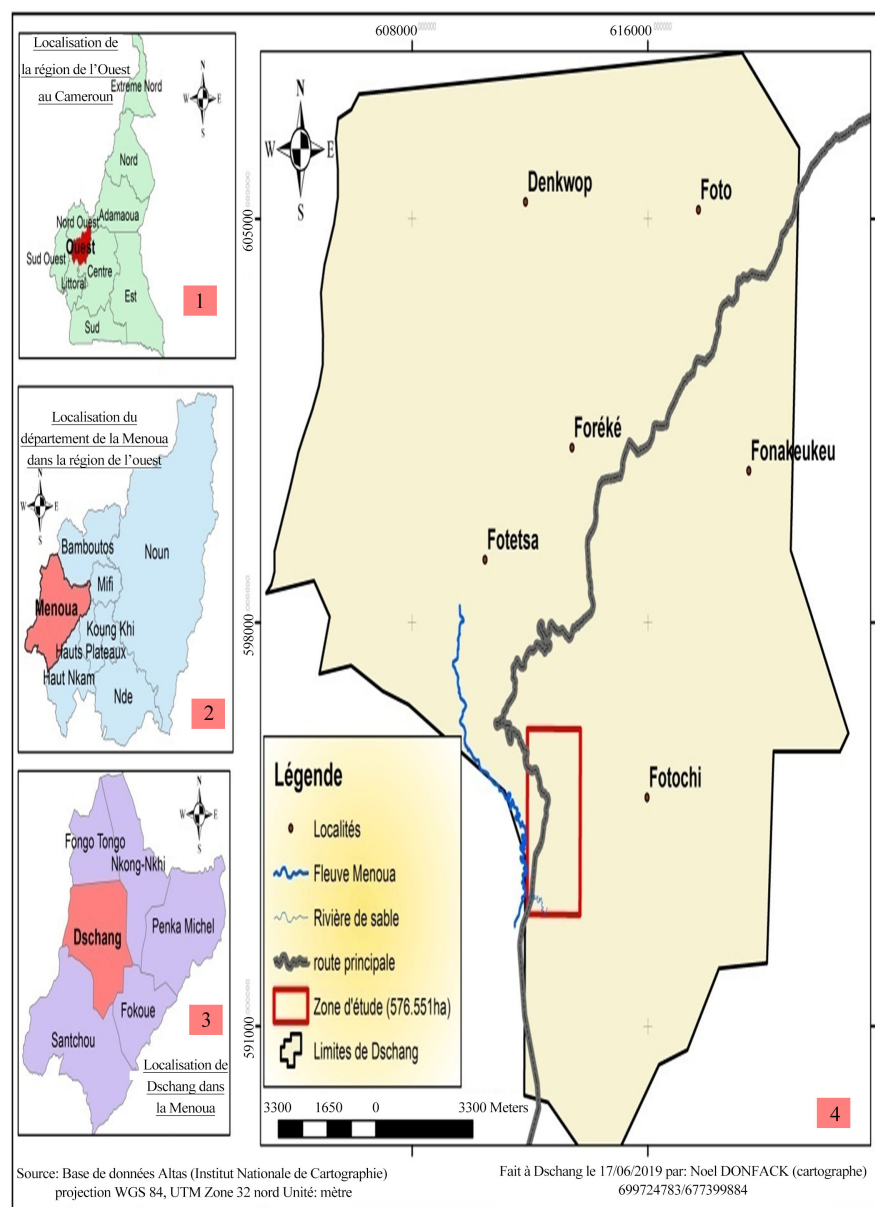 Localisation de
la région de l'Ouest
au Cameroun
N
W E
S
Extrême Nord
Nord
Adamaoua
Nord Ouest
Ouest
Sud Ouest
Centre
Littoral
Est
Sud
1
Localisation du
département de la Menoua
dans la région de l'ouest
N
W E
S
Bamboutos
Noun
Mifi
Menoua
Koung Khi
Hauts Plateaux
Haut Nkam
Nde
2
N
W E
S
Fongo Tongo
Nkong-Nkhi
Penka Michel
Dschang
Fokoue
Santchou
3
Localisation de
Dschang dans
la Menoua
608000 616000
605000
598000
591000
N
W E
S
Denkwop
Foto
Foréké
Fonakeukeu
Fotetsa
Fotochi
Légende
Localités
Fleuve Menoua
Rivière de sable
route principale
Zone d'étude (576.551ha)
Limites de Dschang
3300 1650 0 3300 Meters
4
Source: Base de données Altas (Institut Nationale de Cartographie)
projection WGS 84, UTM Zone 32 nord Unité: mètre
Fait à Dschang le 17/06/2019 par: Noel DONFACK (cartographe)
699724783/677399884